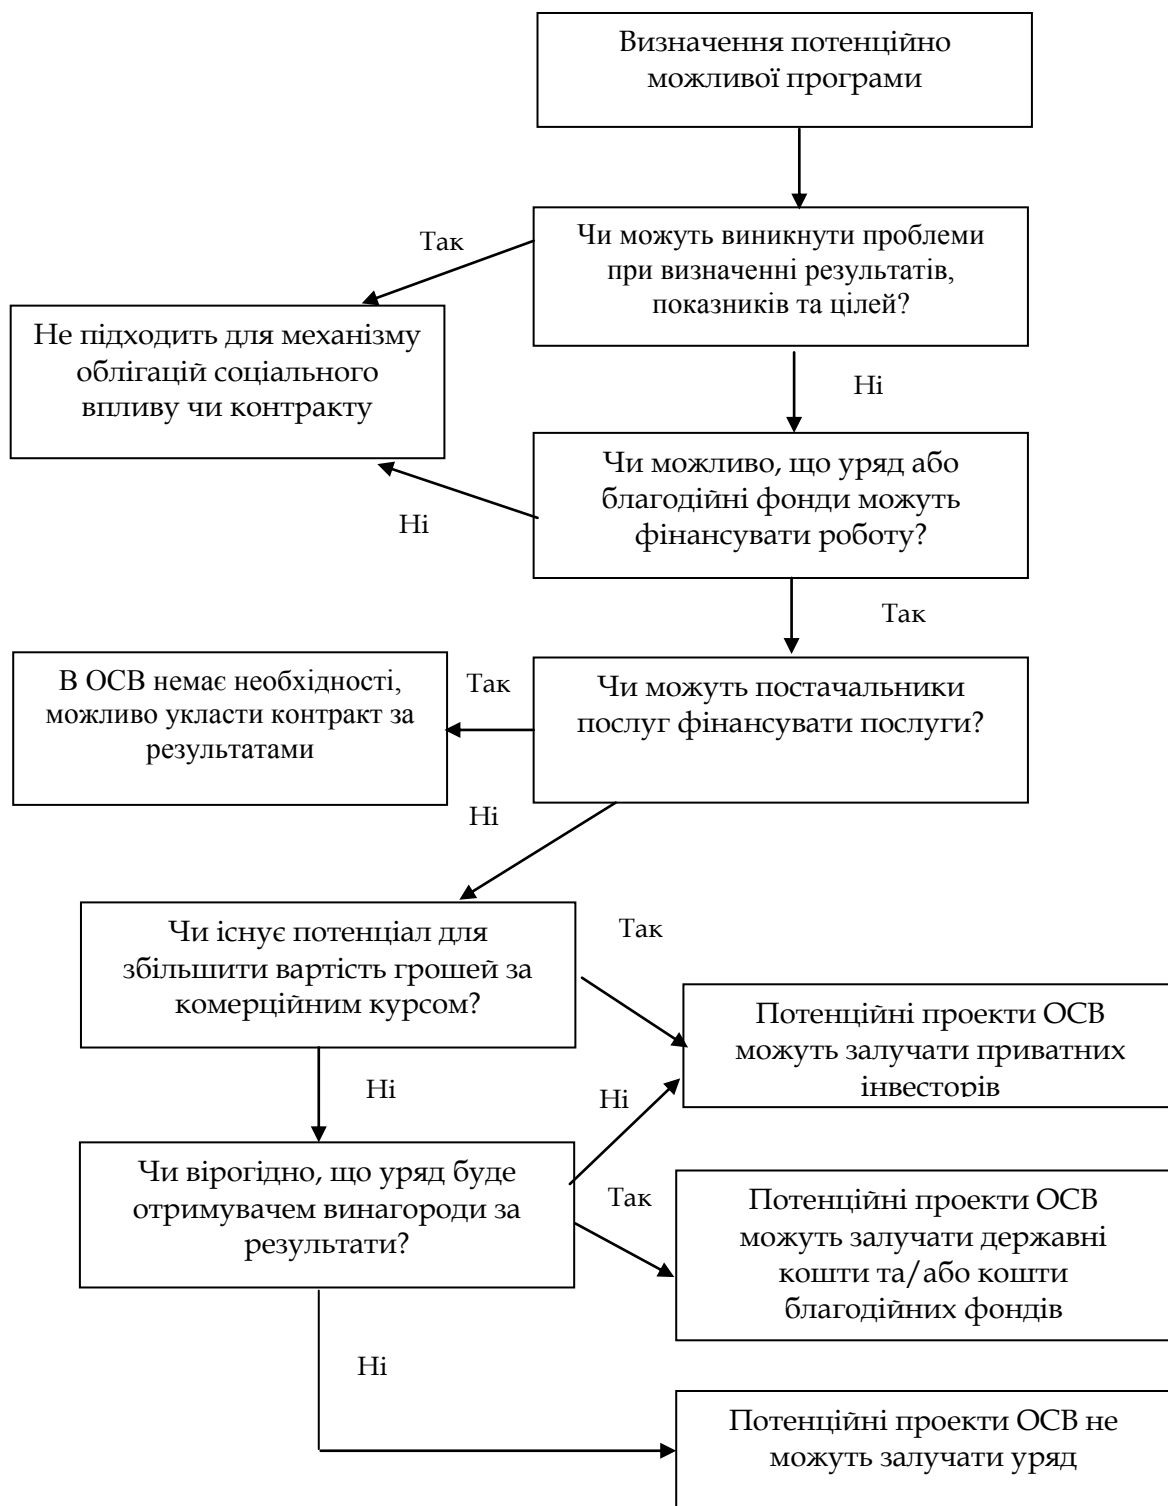 Визначення потенційно
можливої програми
Чи можуть виникнути проблеми
при визначенні результатів,
показників та цілей?
Так
Не підходить для механізму
облігацій соціального
впливу чи контракту
Ні
Чи можливо, що уряд або
благодійні фонди можуть
фінансувати роботу?
Ні
Так
В ОСВ немає необхідності,
можливо укласти контракт за
результатами
Так
Чи можуть постачальники
послуг фінансувати послуги?
Ні
Чи існує потенціал для
збільшити вартість грошей за
комерційним курсом?
Так
Потенційні проекти ОСВ
можуть залучати приватних
інвесторів
Ні
Ні
Чи вірогідно, що уряд буде
отримувачем винагороди за
результати?
Так
Потенційні проекти ОСВ
можуть залучати державні
кошти та/або кошти
благодійних фондів
Ні
Потенційні проекти ОСВ не
можуть залучати уряд